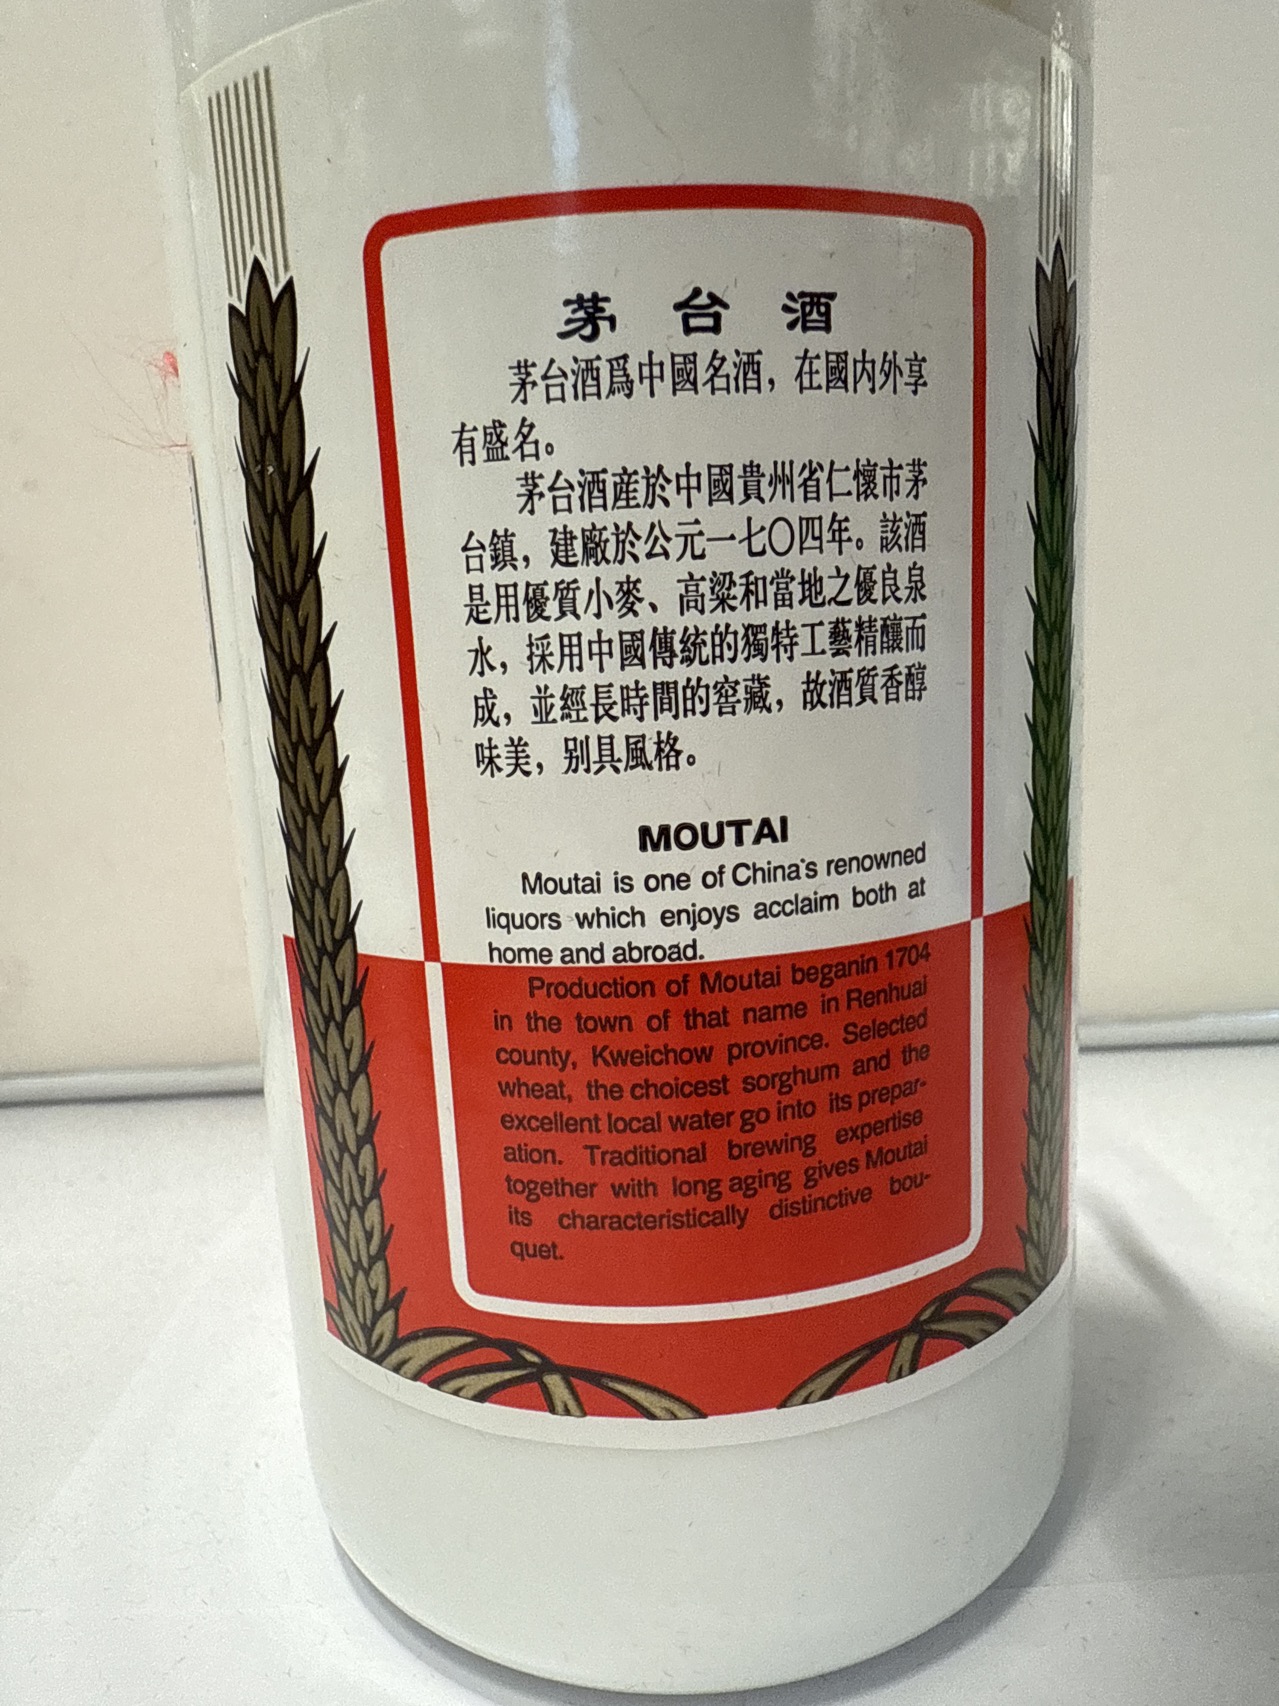 茅台酒
茅台酒爲中國名酒，在國内外享
有盛名。
茅台酒産於中國貴州省仁懷市茅
台鎮，建廠於公元一七〇四年。該酒
是用優質小麥、高粱和當地之優良泉
水，採用中國傳統的獨特工藝精釀而
成，並經長時間的窖藏，故酒質香醇
味美，别具風格。
MOUTAI
Moutai is one of China's renowned
liquors which enjoys acclaim both at
home and abroad.
Production of Moutai beganin 1704
in the town of that name in Renhuai
county, Kweichow province. Selected
wheat, the choicest sorghum and the
excellent local water go into its prepar-
ation. Traditional brewing expertise
together with long aging gives Moutai
its characteristically distinctive bou-
quet.